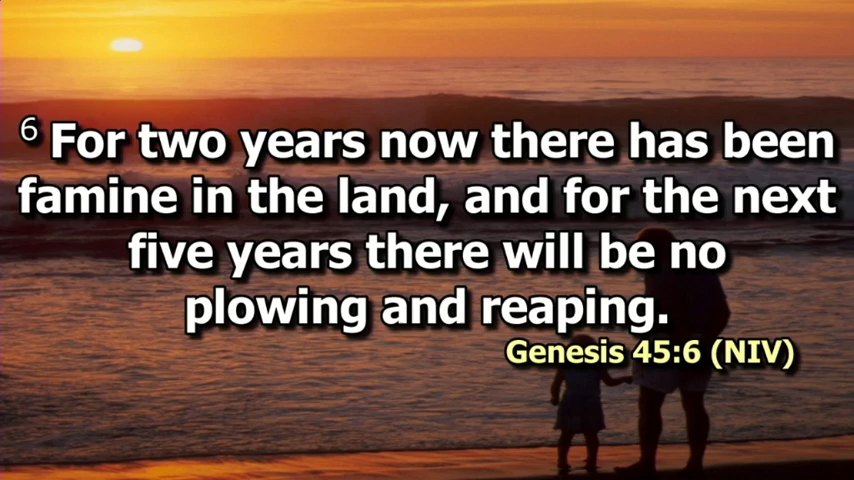 6 For two years now there has been
famine in the land, and for the next
five years there will be no
plowing and reaping.
Genesis 45:6 (NIV)